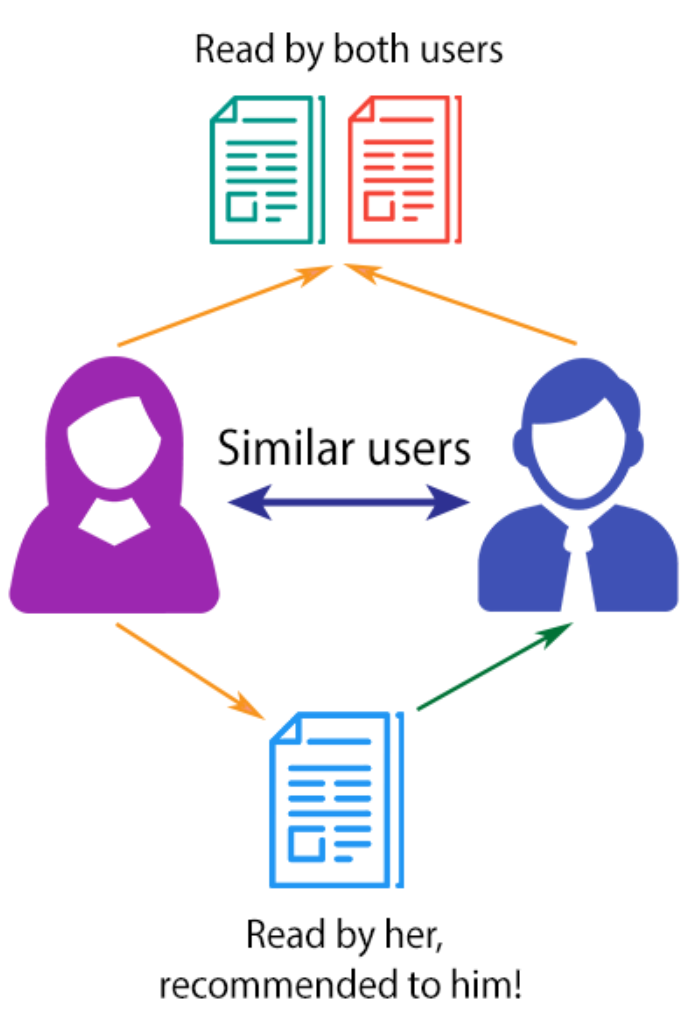 Read by both users
Similar users
Read by her,
recommended to him!